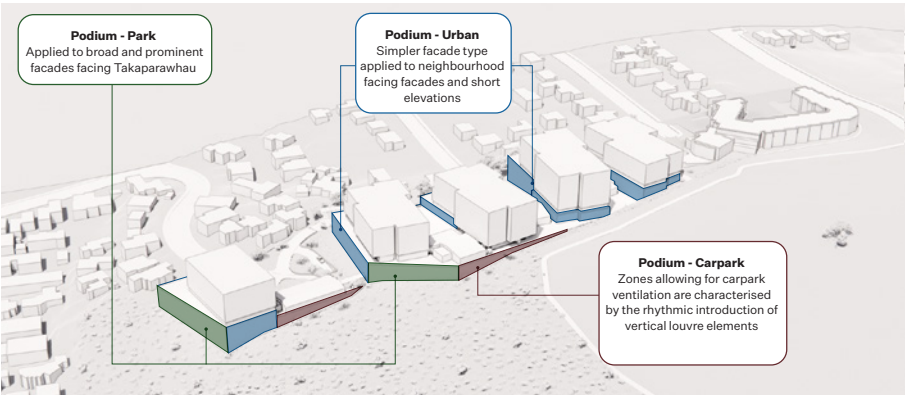 Podium - Park
Applied to broad and prominent
facades facing Takaparawhau
Podium - Urban
Simpler facade type
applied to neighbourhood
facing facades and short
elevations
Podium - Carpark
Zones allowing for carpark
ventilation are characterised
by the rhythmic introduction of
vertical louvre elements